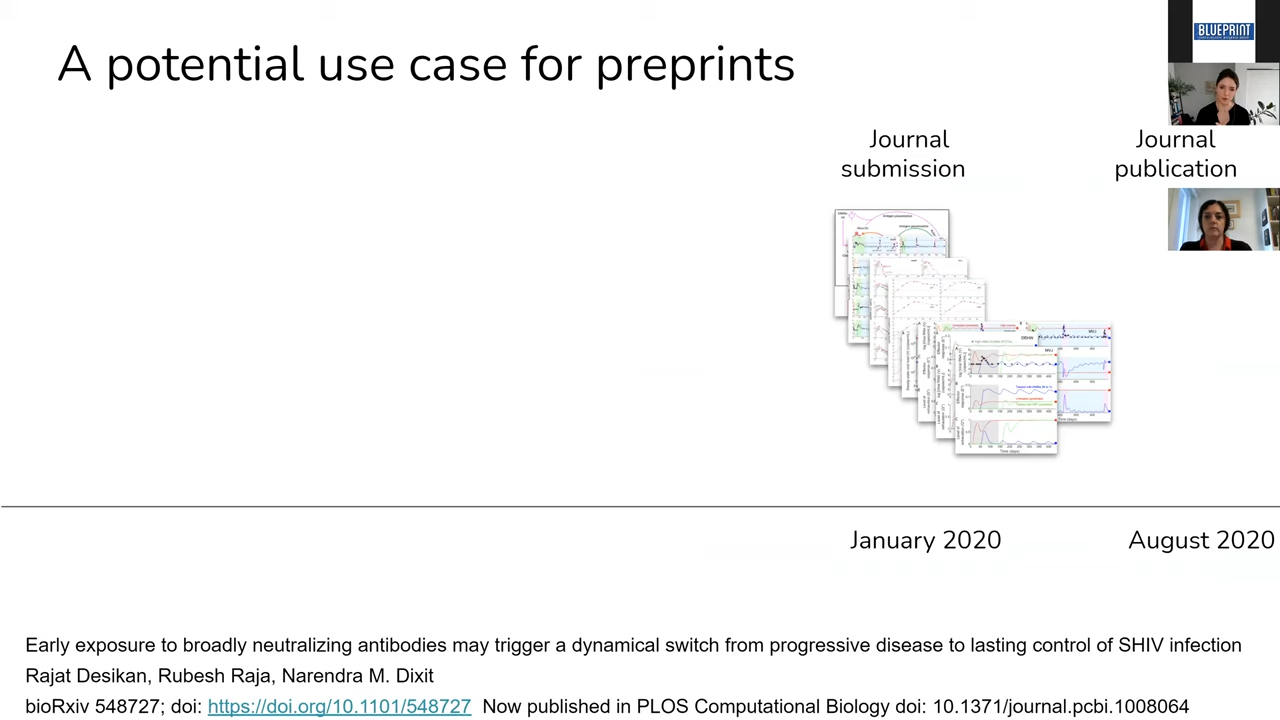 A potential use case for preprints
BLUEPRINT
Journal
submission
Journal
publication
January 2020
August 2020
Early exposure to broadly neutralizing antibodies may trigger a dynamical switch from progressive disease to lasting control of SHIV infection
Rajat Desikan, Rubesh Raja, Narendra M. Dixit
bioRxiv 548727; doi: https://doi.org/10.1101/548727 Now published in PLOS Computational Biology doi: 10.1371/journal.pcbi.1008064